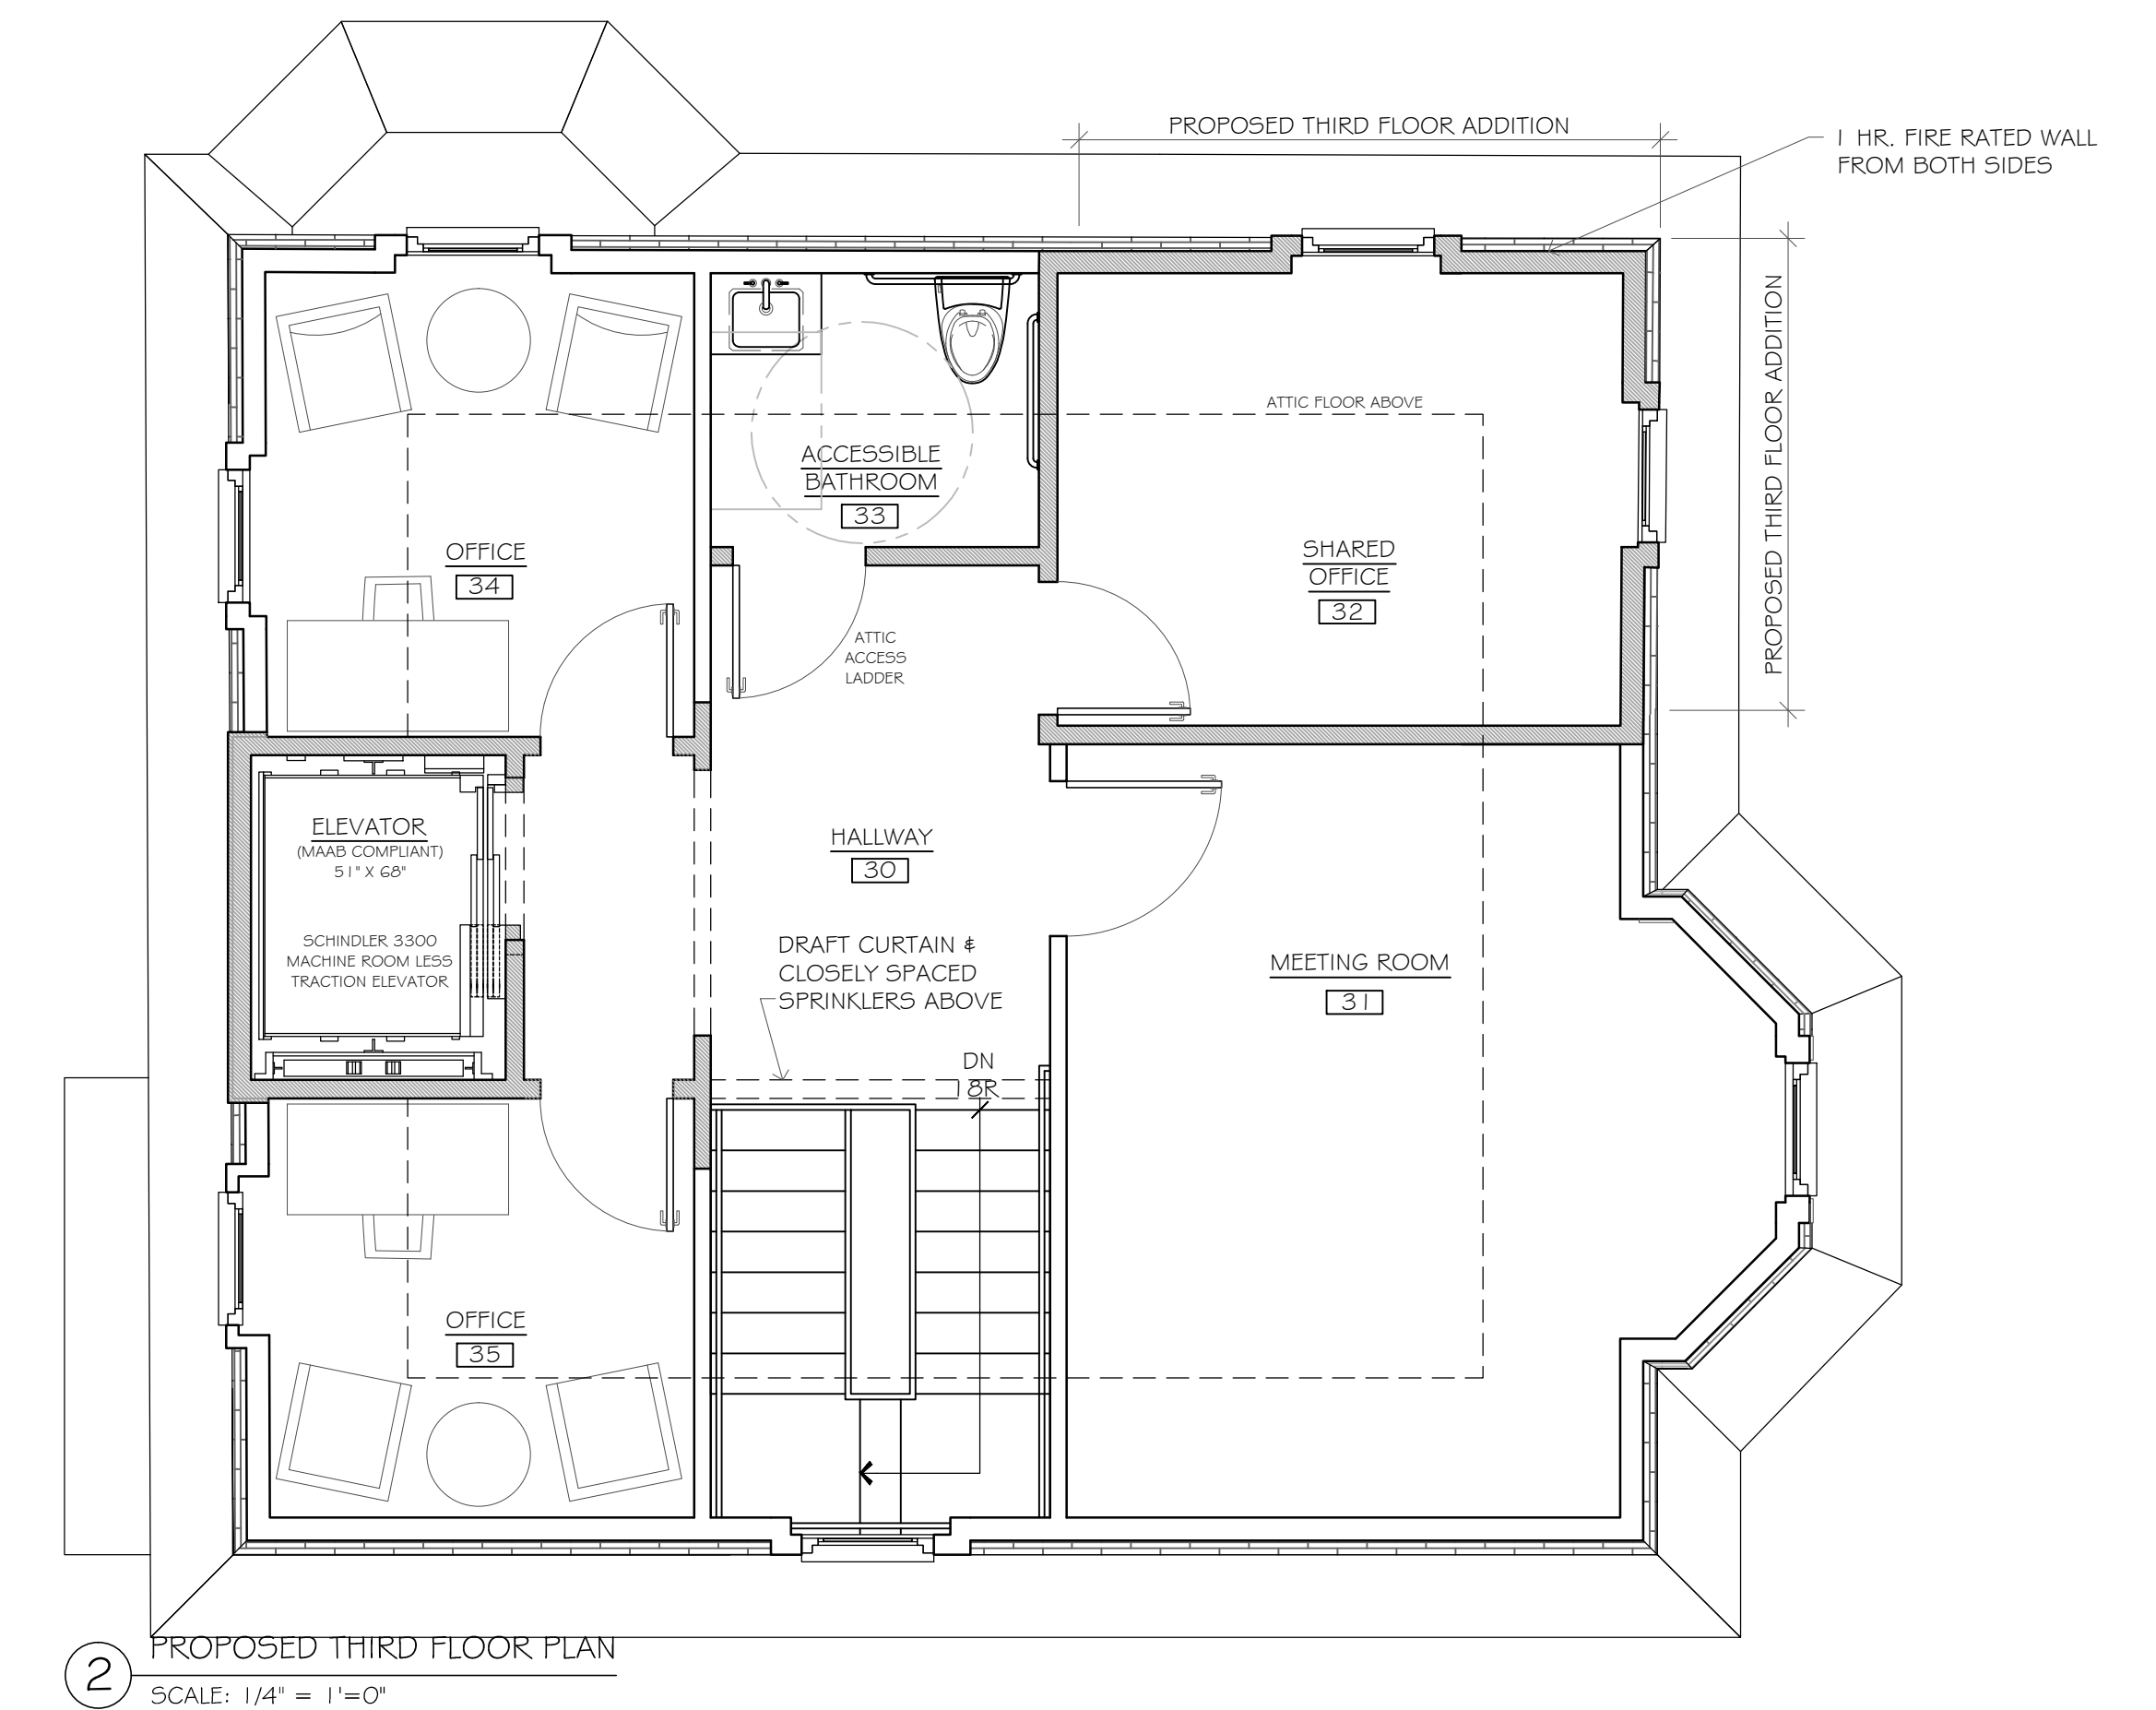 PROPOSED THIRD FLOOR ADDITION
1 HR. FIRE RATED WALL
FROM BOTH SIDES
PROPOSED THIRD FLOOR ADDITION
ATTIC FLOOR ABOVE
ACCESSIBLE
BATHROOM
33
OFFICE
34
SHARED
OFFICE
32
ATTIC
ACCESS
LADDER
ELEVATOR
(MAAB COMPLIANT)
51" X 68"
SCHINDLER 3300
MACHINE ROOM LESS
TRACTION ELEVATOR
HALLWAY
30
DRAFT CURTAIN &
CLOSELY SPACED
SPRINKLERS ABOVE
MEETING ROOM
31
DN
18R
OFFICE
35
2
PROPOSED THIRD FLOOR PLAN
SCALE: 1/4" = 1'=0"